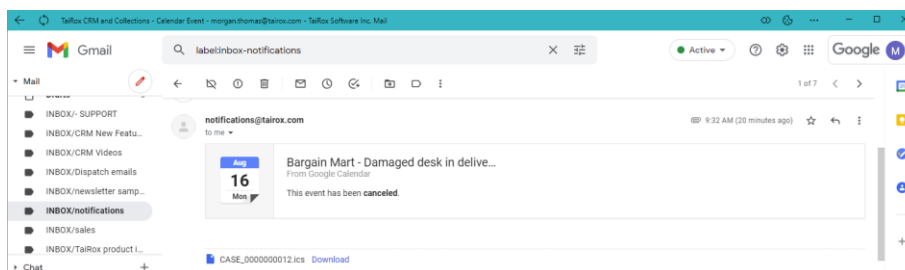 TaiRox CRM and Collections - Calendar Event - morgan.thomas@tairox.com - TaiRox Software Inc. Mail
Gmail
label:inbox-notifications
Active
Google
M
Mail
1 of 7
Drafts
INBOX/- SUPPORT
INBOX/CRM New Featu...
INBOX/CRM Videos
INBOX/Dispatch emails
INBOX/newsletter samp...
INBOX/notifications
INBOX/sales
INBOX/TaiRox product i...
Chat
notifications@tairox.com
9:32 AM (20 minutes ago)
to me
Aug
16
Mon
Bargain Mart - Damaged desk in delive...
From Google Calendar
This event has been canceled.
CASE_0000000012.ics Download